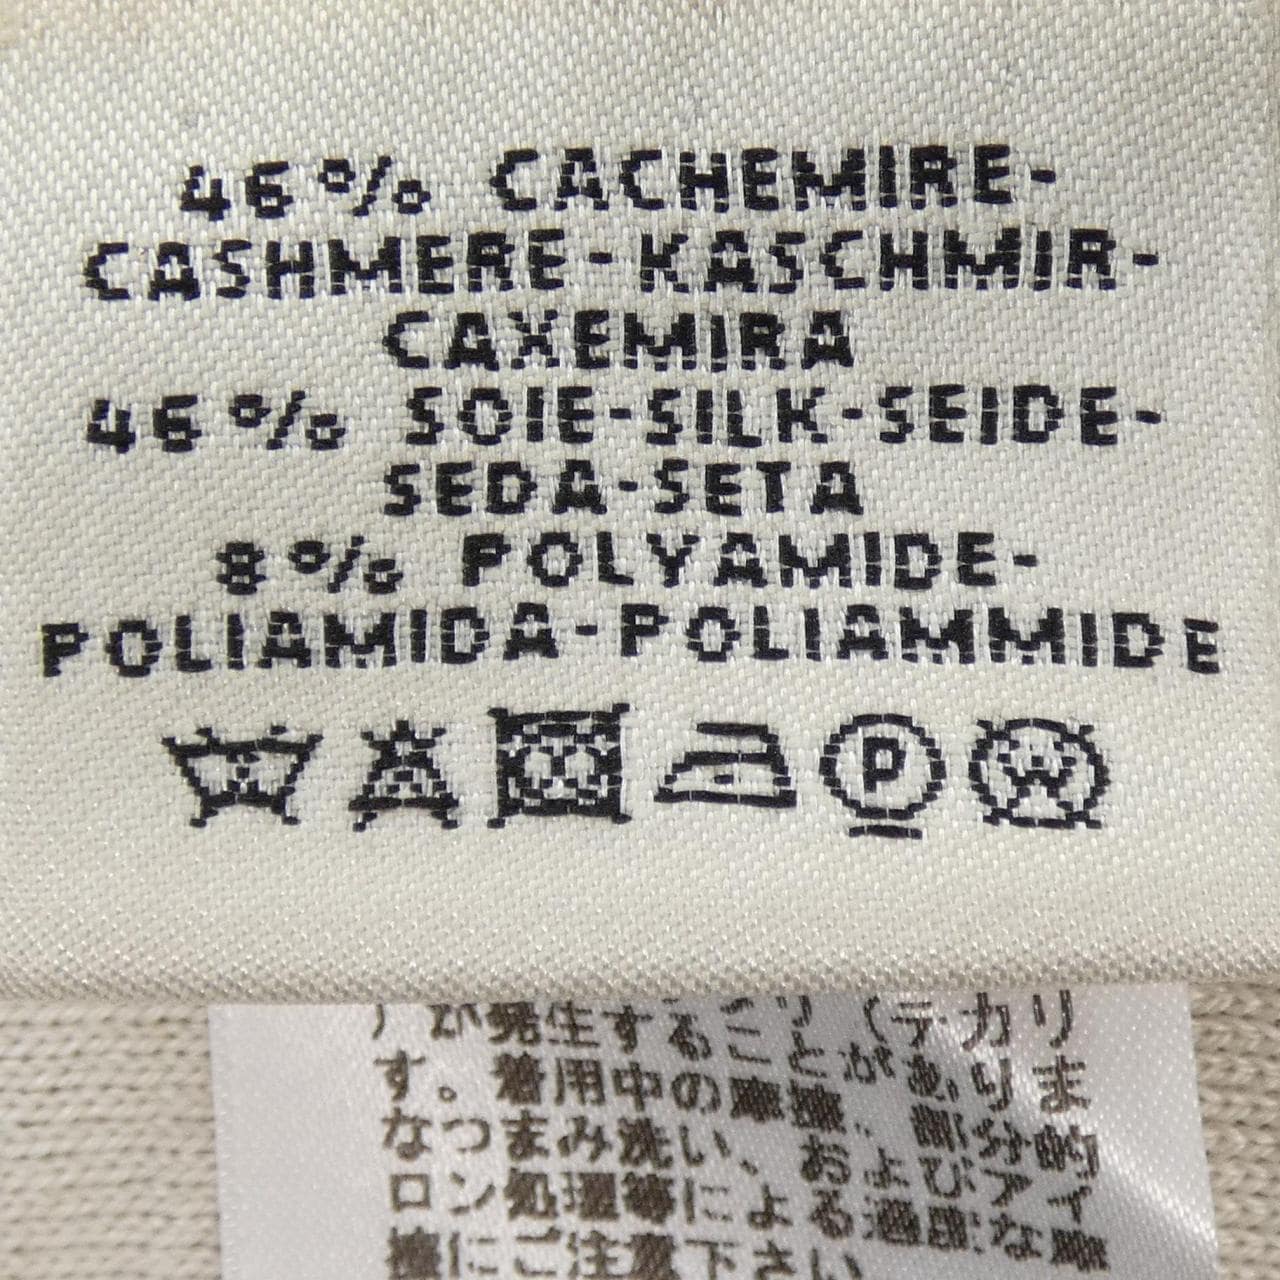 46% CACHEMIRE-
CASHMERE-KASCHMIR-
CAXEMIRA
46% SOIE-SILK-SEIDE-
SEDA-SETA
8% POLYAMIDE-
POLIAMIDA-POLIAMMIDE
P
W
が発生すること（テカリ
）がありま
す。着用中の摩擦、部分的
なつまみ洗い、およびアイ
ロン処理等による過度な摩
擦にご注意下さい